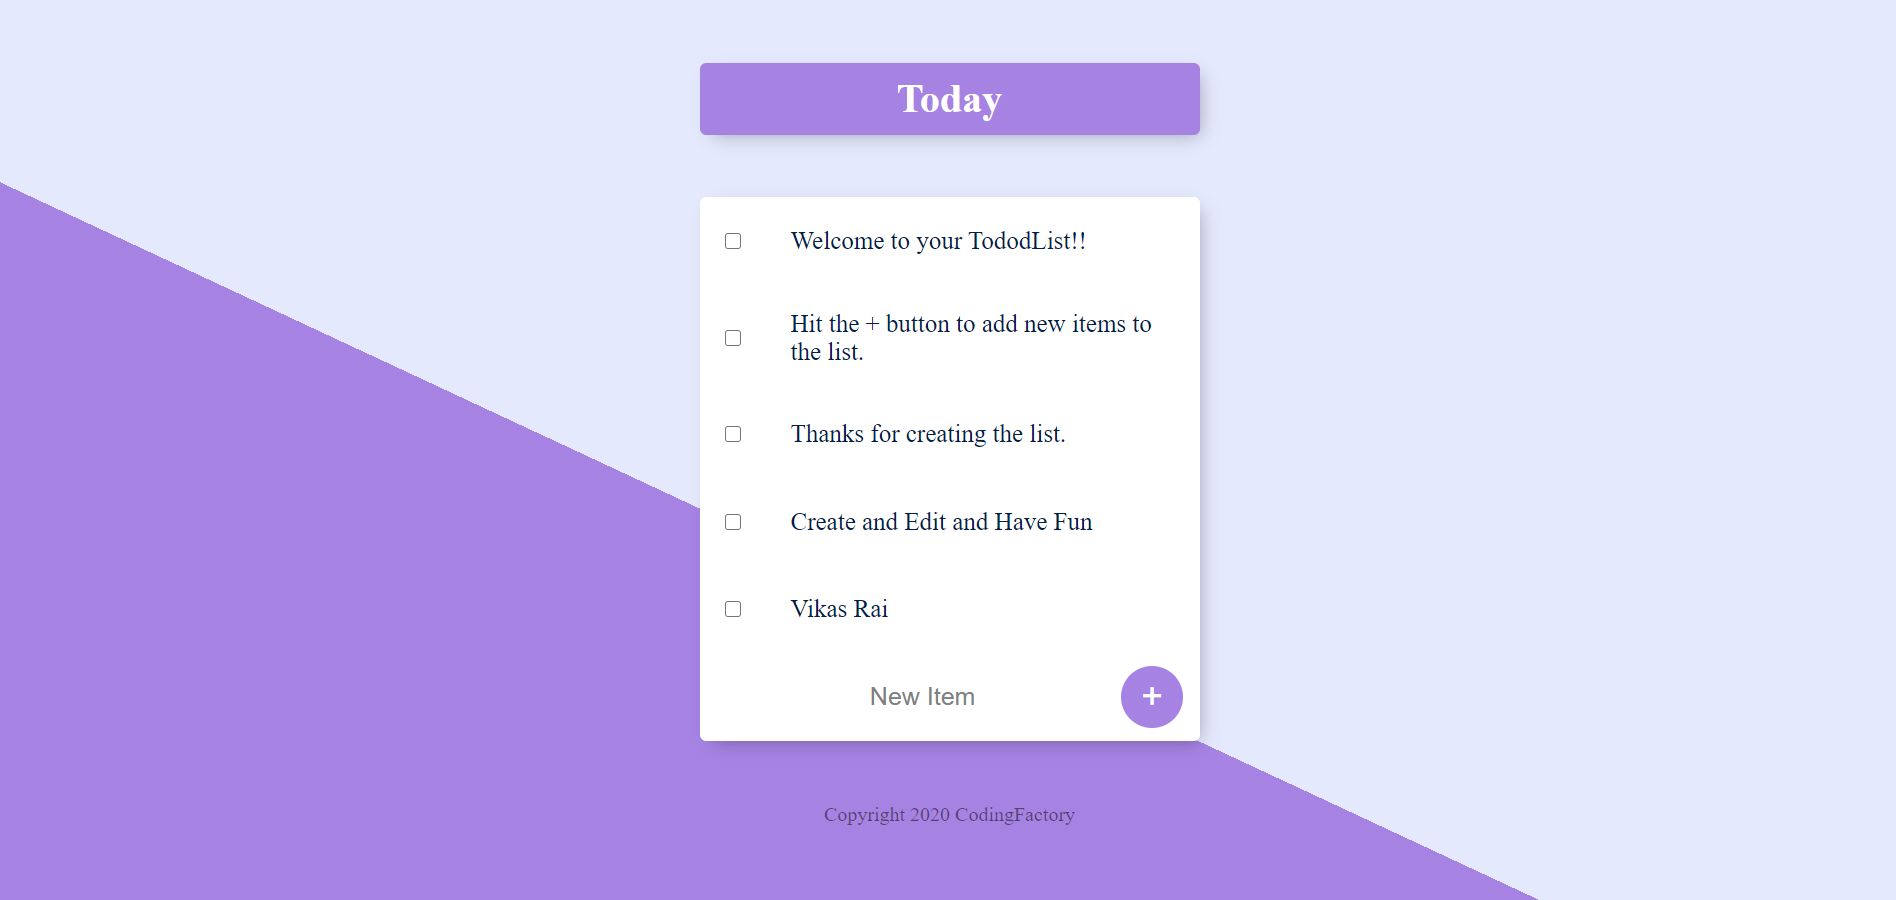 Today
Welcome to your TododList!!
Hit the + button to add new items to
the list.
Thanks for creating the list.
Create and Edit and Have Fun
Vikas Rai
New Item
+
Copyright 2020 CodingFactory